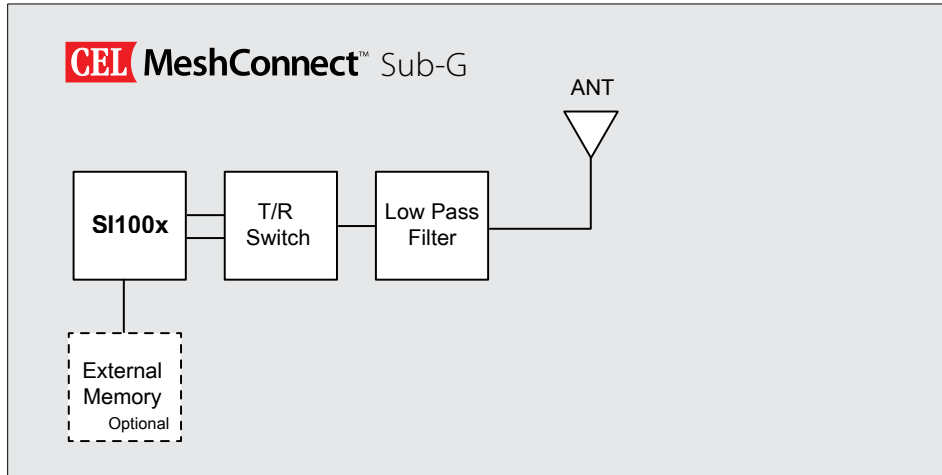 CEL MeshConnect™ Sub-G
ANT
SI100x
T/R
Switch
Low Pass
Filter
External
Memory
Optional